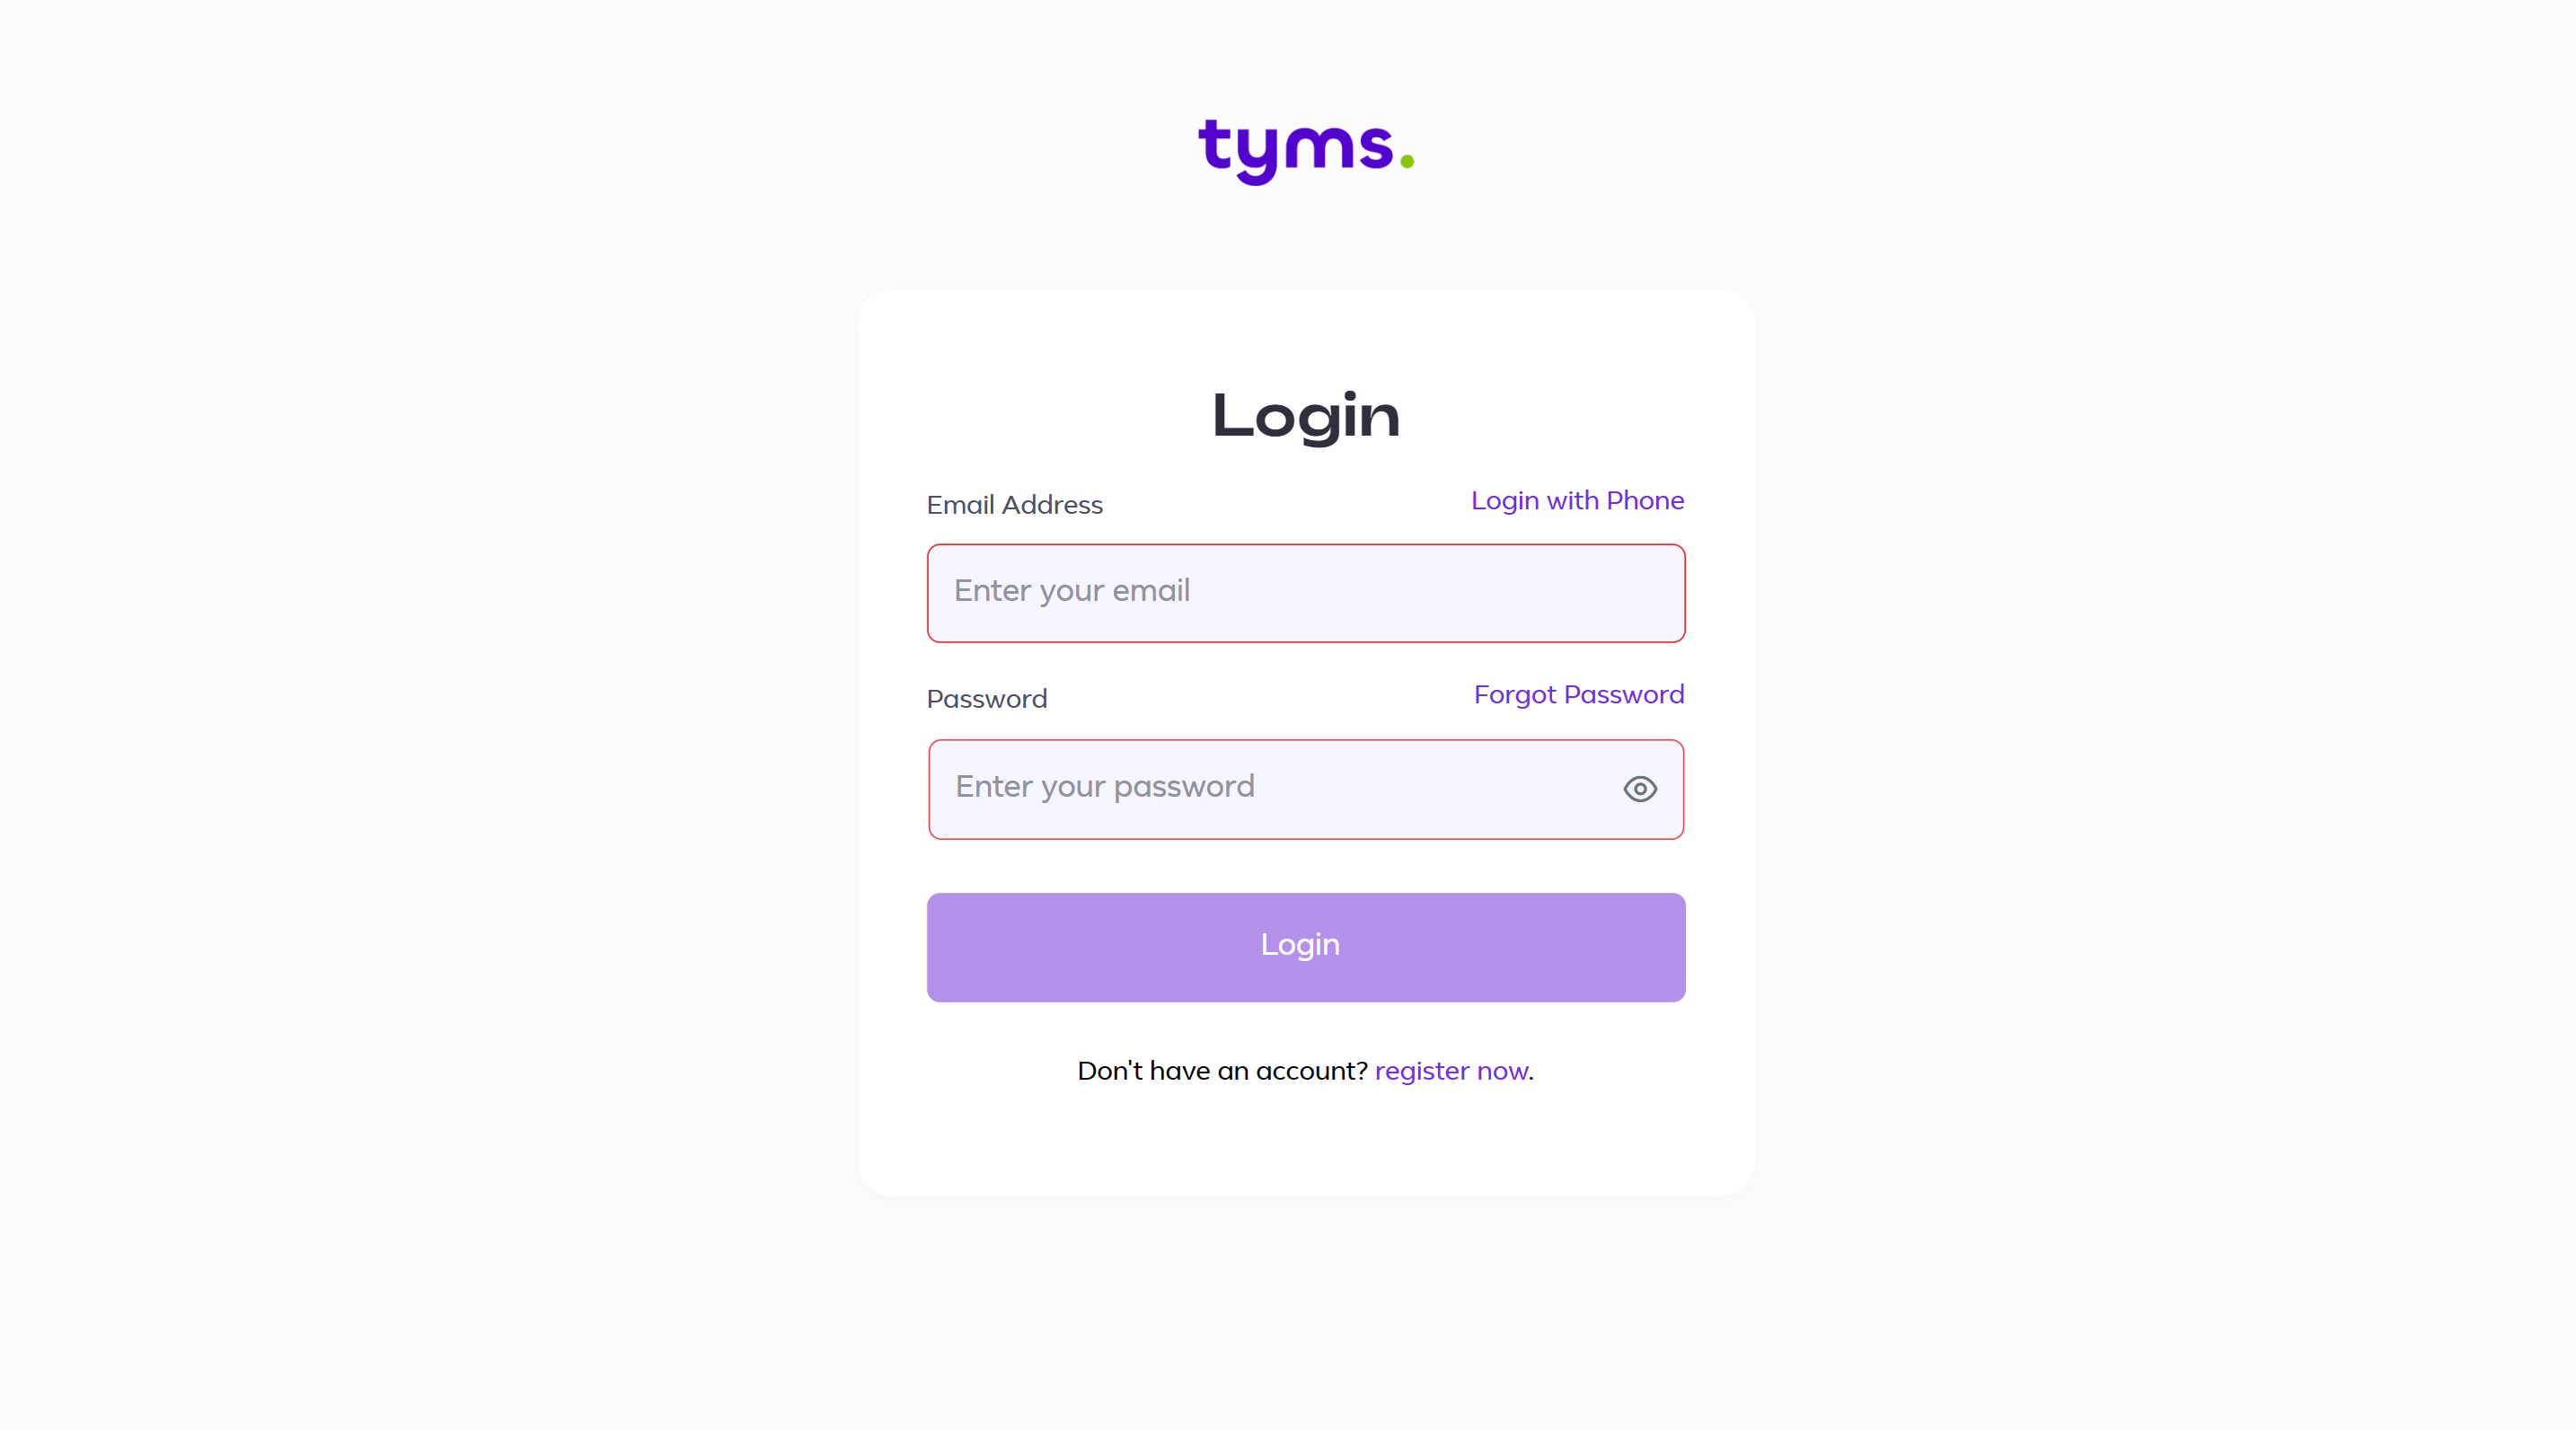 tyms.
Login
Email Address
Login with Phone
Enter your email
Password
Forgot Password
Enter your password
Login
Don't have an account? register now.